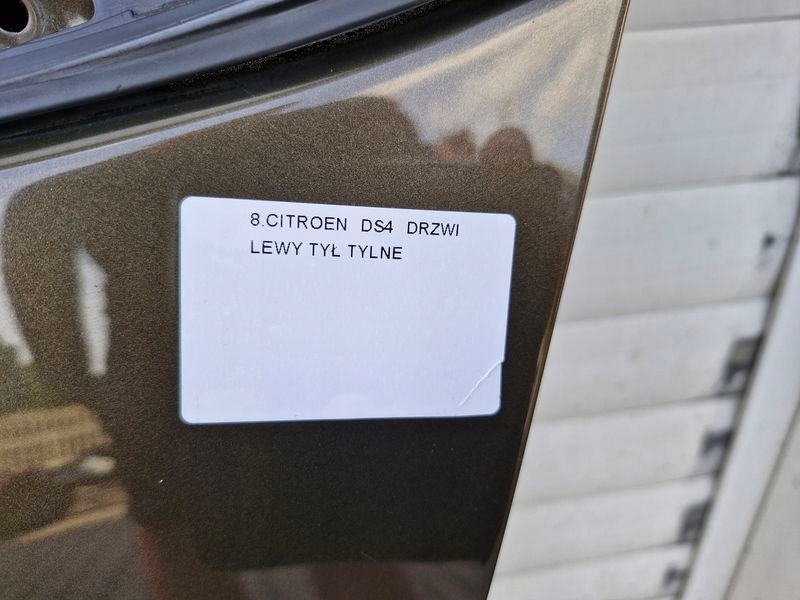 8.CITROEN DS4 DRZWI
LEWY TYŁ TYLNE